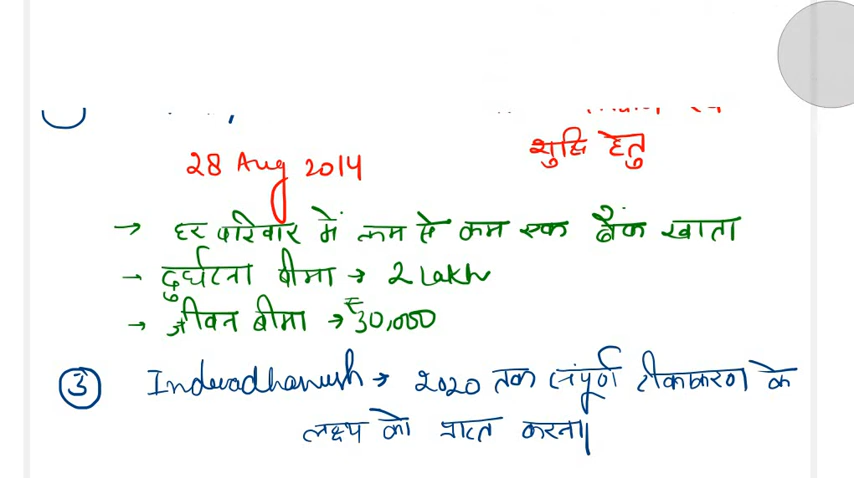 28 Aug 2014
शुद्धि हेतु
→ हर परिवार में कम से कम एक बैंक खाता
→ दुर्घटना बीमा → 2 Lakh
→ जीवन बीमा → ₹30,000
③ Indradhanush → 2020 तक संपूर्ण टीकाकरण के
लक्ष्य को प्राप्त करना।